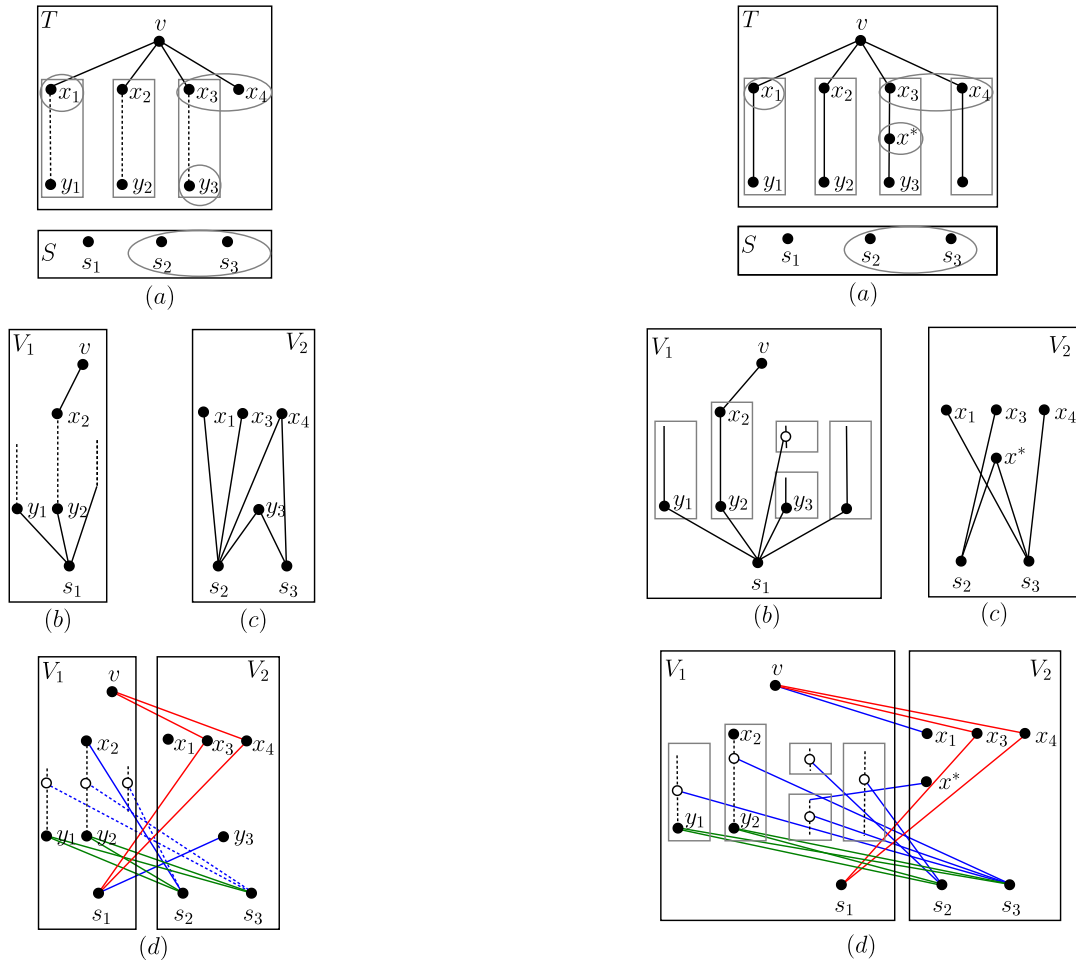 T
v
x₁ x₂ x₃ x₄
y₁ y₂ y₃
S
s₁ s₂ s₃
(a)
T
v
x₁ x₂ x₃ x₄
x*
y₁ y₂ y₃
S
s₁ s₂ s₃
(a)
V₁
v
x₂
y₁ y₂
s₁
(b)
V₂
x₁ x₃ x₄
y₃
s₂ s₃
(c)
V₁
v
x₂
y₁ y₂ y₃
s₁
(b)
V₂
x₁ x₃ x₄
x*
s₂ s₃
(c)
V₁ V₂
v
x₂ x₁ x₃ x₄
y₁ y₂ y₃
s₁ s₂ s₃
(d)
V₁ V₂
v
x₂ x₁ x₃ x₄
x*
y₁ y₂
s₁ s₂ s₃
(d)